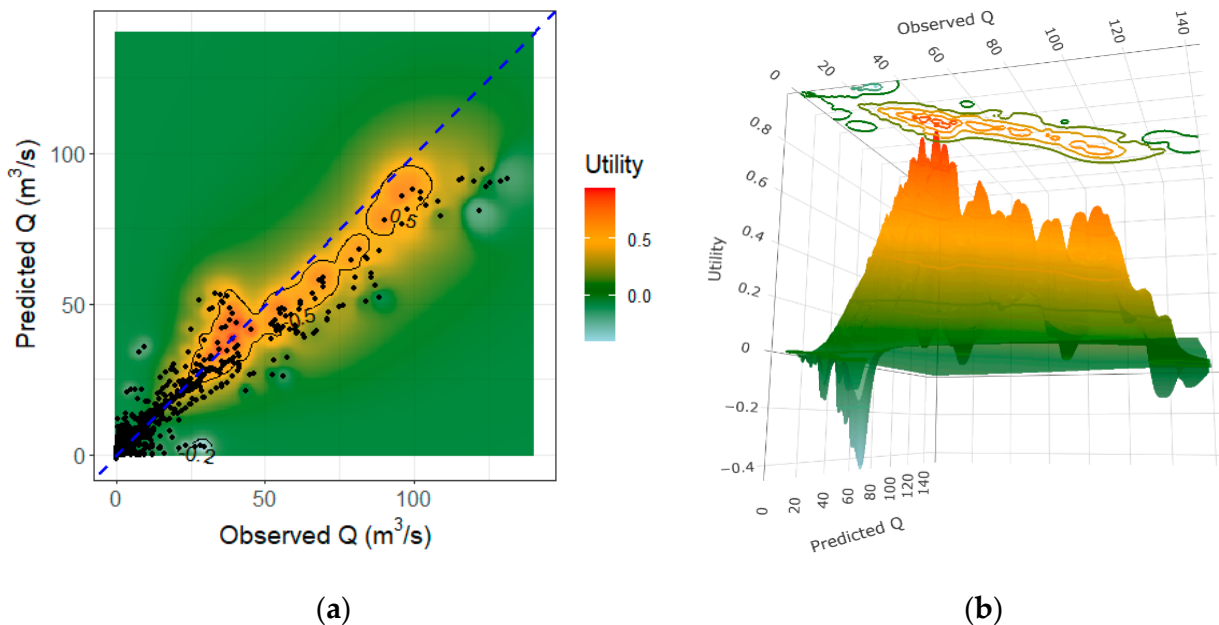 Predicted Q (m³/s)
100
50
0
0.5
0.5
-0.2
0 50 100
Observed Q (m³/s)
Utility
0.5
0.0
(a)
Observed Q
0 20 40 60 80 100 120 140
Utility
0.8
0.6
0.4
0.2
0
−0.2
−0.4
0 20 40 60 80 100 120 140
Predicted Q
(b)